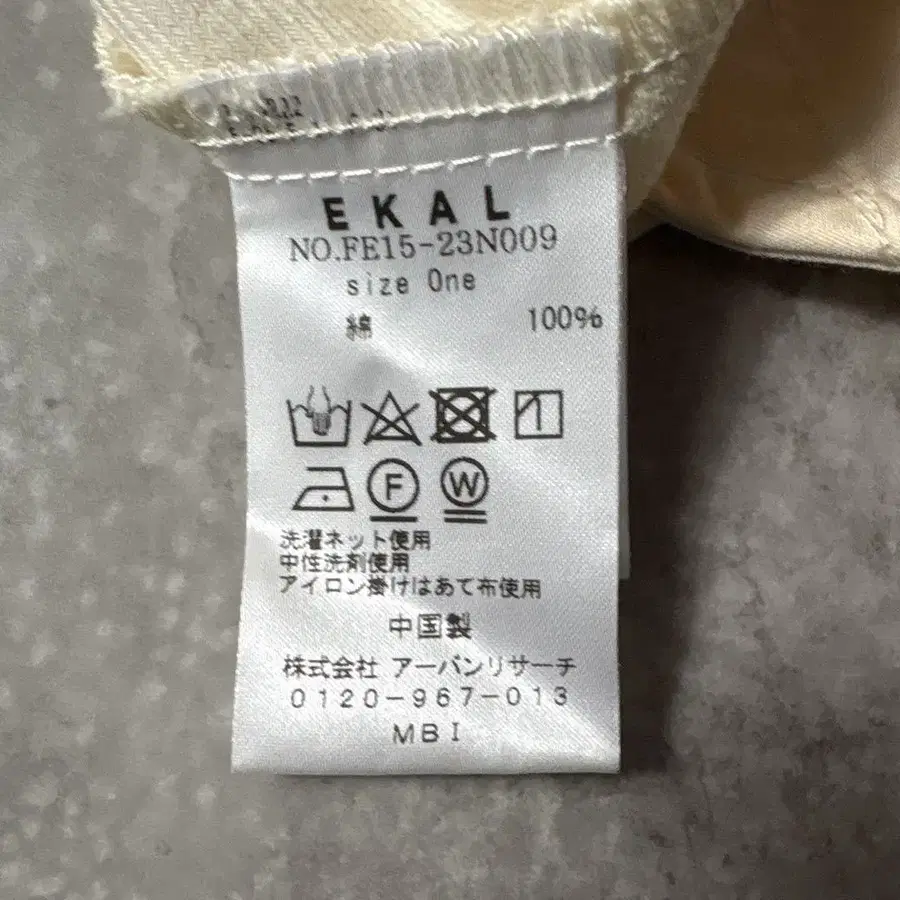 EKAL
NO.FE15-23N009
size One
綿 100%
F W
洗濯ネット使用
中性洗剤使用
アイロン掛けはあて布使用
中国製
株式会社 アーバンリサーチ
0120-967-013
MBI